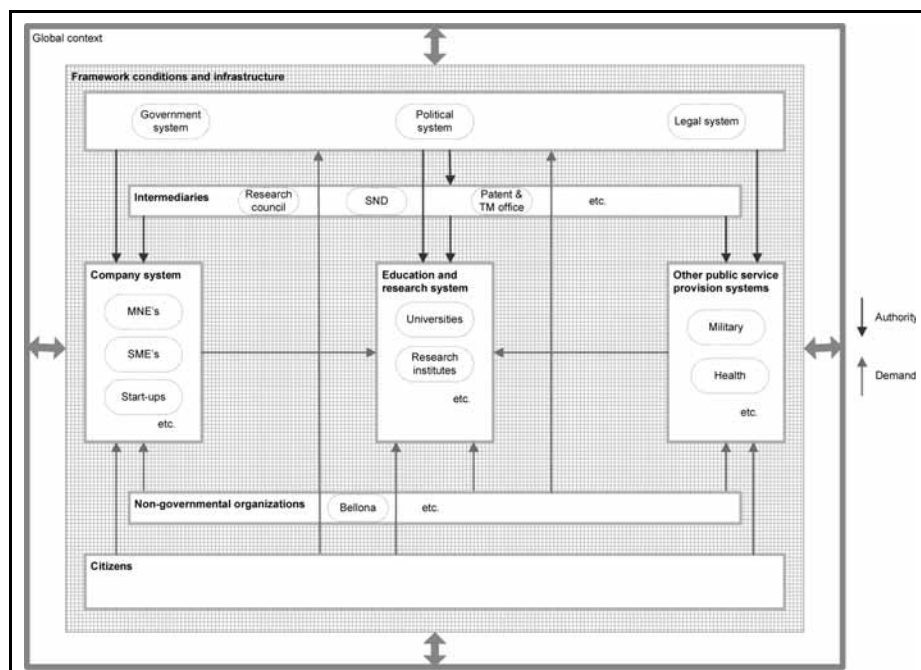 Global context
Framework conditions and infrastructure
Government
system
Political
system
Legal system
Intermediaries
Research
council
SND
Patent &
TM office
etc.
Company system
MNE's
SME's
Start-ups
etc.
Education and
research system
Universities
Research
institutes
etc.
Other public service
provision systems
Military
Health
etc.
Authority
Demand
Non-governmental organizations
Bellona
etc.
Citizens